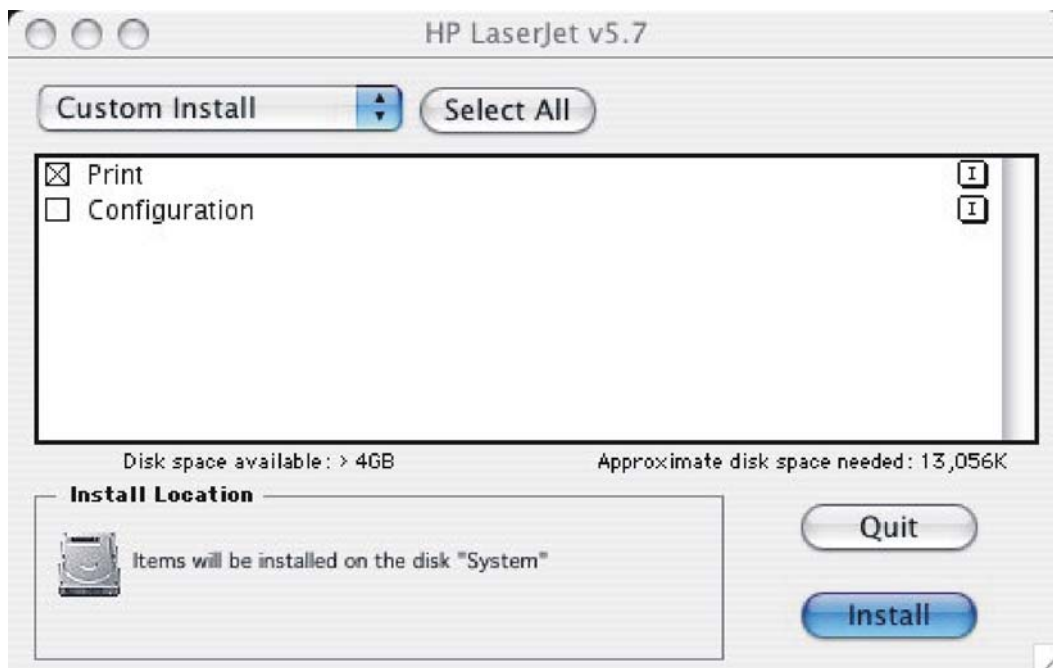 HP LaserJet v5.7
Custom Install
Select All
Print I
Configuration I
Disk space available: > 4GB
Approximate disk space needed: 13,056K
Install Location
Items will be installed on the disk "System"
Quit
Install